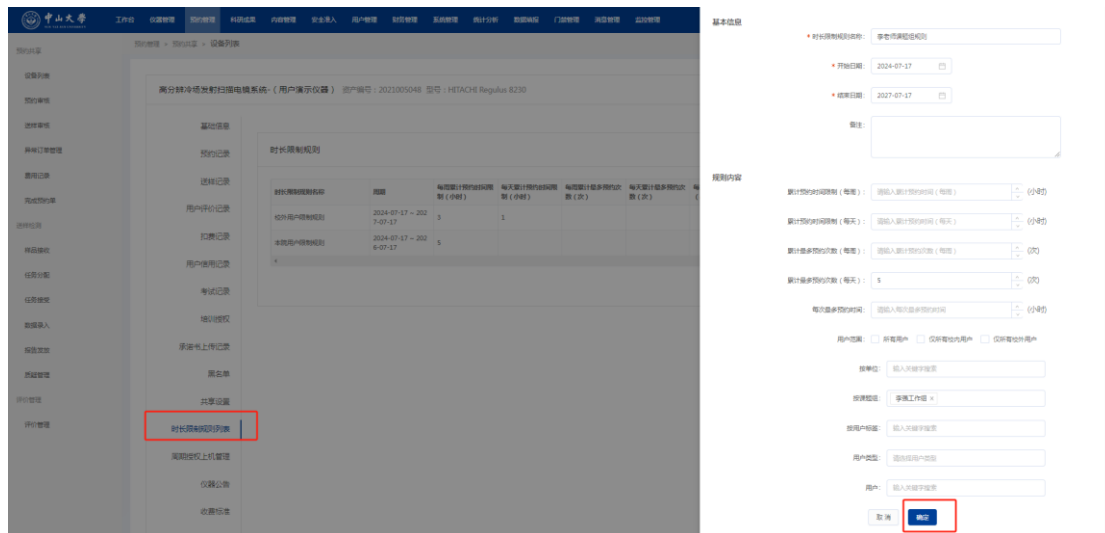 中山大學
工作台 仪器管理 预约管理 科研成果 内容管理 安全准入 用户管理 财务管理 系统管理 统计分析 数据填报 门禁管理 消息管理 监控管理
预约管理 > 预约共享 > 设备列表
预约共享
设备列表
预约审核
送样审核
异常订单管理
费用记录
完成预约单
样品接收
任务分配
任务接受
数据录入
报告发放
质疑管理
评价管理
评价管理
高分辨冷场发射扫描电镜系统-(用户演示仪器) 资产编号:2021005048 型号:HITACHI Regulus 8230
基础信息
预约记录
送样记录
用户评价记录
扣费记录
用户信用记录
考试记录
培训授权
承诺书上传记录
黑名单
共享设置
时长限制规则列表
周期授权上机管理
仪器公告
收费标准
时长限制规则
时长限制规则名称 周期 每周累计预约时间限制(小时) 每天累计预约时间限制(小时) 每周累计最多预约次数(次) 每天累计最多预约次数(次)
校外用户限制规则 2024-07-17 ~ 2027-07-17 5 1
本院用户限制规则 2024-07-17 ~ 2026-07-17 5
基本信息
* 时长限制规则名称: 李老师课题组规则
* 开始日期: 2024-07-17
* 结束日期: 2027-07-17
备注:
规则内容
累计预约时间限制(每周): 请输入累计预约时间(每周) (小时)
累计预约时间限制(每天): 请输入累计预约时间(每天) (小时)
累计最多预约次数(每周): 请输入累计预约次数(每周) (次)
累计最多预约次数(每天): 5 (次)
每次最多预约时间: 请输入每次最多预约时间 (小时)
用户范围: 所有用户 仅所有校内用户 仅所有校外用户
按单位: 输入关键字搜索
按课题组: 李强工作组 ×
按用户标签: 输入关键字搜索
用户类型: 请选择用户类型
用户: 输入关键字搜索
取 消 确定